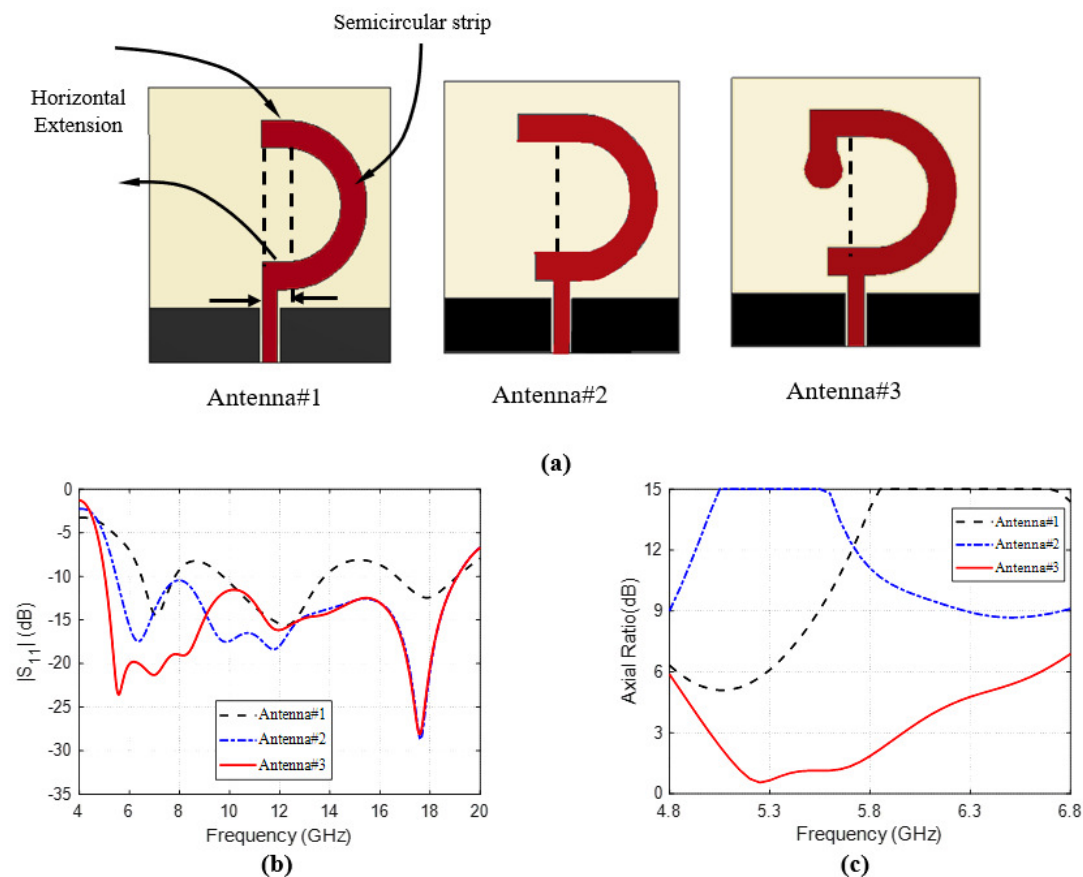 Semicircular strip
Horizontal
Extension
Antenna#1
Antenna#2
Antenna#3
(a)
0
-5
-10
-15
-20
-25
-30
-35
4 6 8 10 12 14 16 18 20
|S11| (dB)
Frequency (GHz)
Antenna#1
Antenna#2
Antenna#3
(b)
15
12
9
6
3
0
4.8 5.3 5.8 6.3 6.8
Axial Ratio(dB)
Frequency (GHz)
Antenna#1
Antenna#2
Antenna#3
(c)